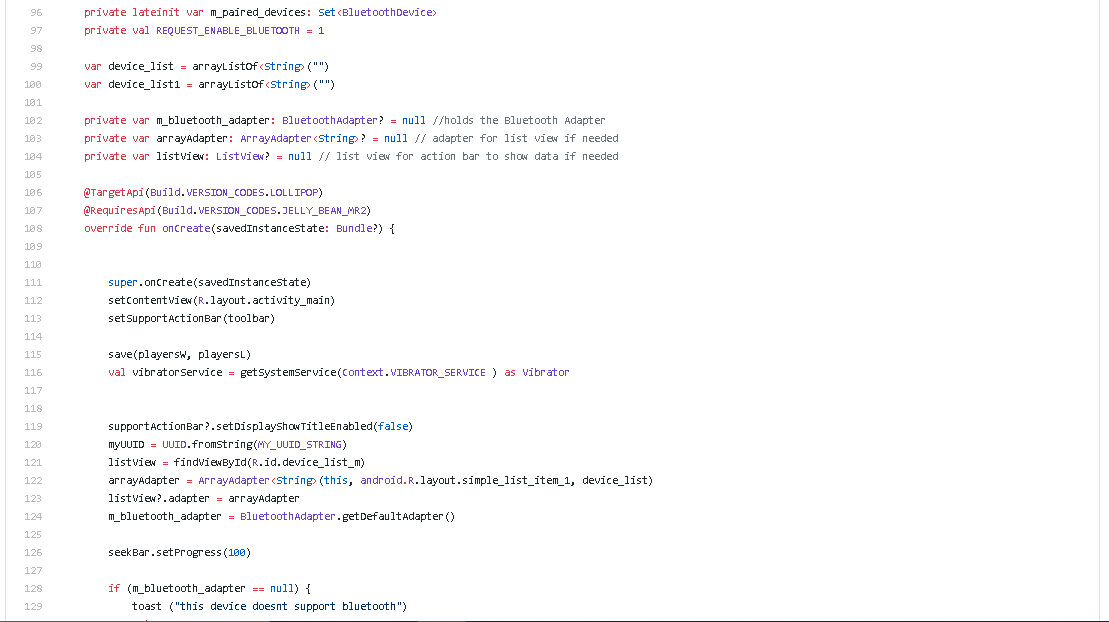 96 private lateinit var m_paired_devices: Set<BluetoothDevice>
97 private val REQUEST_ENABLE_BLUETOOTH = 1
98
99 var device_list = arrayListOf<String>("")
100 var device_list1 = arrayListOf<String>("")
101
102 private var m_bluetooth_adapter: BluetoothAdapter? = null //holds the Bluetooth Adapter
103 private var arrayAdapter: ArrayAdapter<String>? = null // adapter for list view if needed
104 private var listView: ListView? = null // list view for action bar to show data if needed
105
106 @TargetApi(Build.VERSION_CODES.LOLLIPOP)
107 @RequiresApi(Build.VERSION_CODES.JELLY_BEAN_MR2)
108 override fun onCreate(savedInstanceState: Bundle?) {
109
110
111 super.onCreate(savedInstanceState)
112 setContentView(R.layout.activity_main)
113 setSupportActionBar(toolbar)
114
115 save(playersW, playersL)
116 val vibratorService = getSystemService(Context.VIBRATOR_SERVICE ) as Vibrator
117
118
119 supportActionBar?.setDisplayShowTitleEnabled(false)
120 myUUID = UUID.fromString(MY_UUID_STRING)
121 listView = findViewById(R.id.device_list_m)
122 arrayAdapter = ArrayAdapter<String>(this, android.R.layout.simple_list_item_1, device_list)
123 listView?.adapter = arrayAdapter
124 m_bluetooth_adapter = BluetoothAdapter.getDefaultAdapter()
125
126 seekBar.setProgress(100)
127
128 if (m_bluetooth_adapter == null) {
129 toast ("this device doesnt support bluetooth")